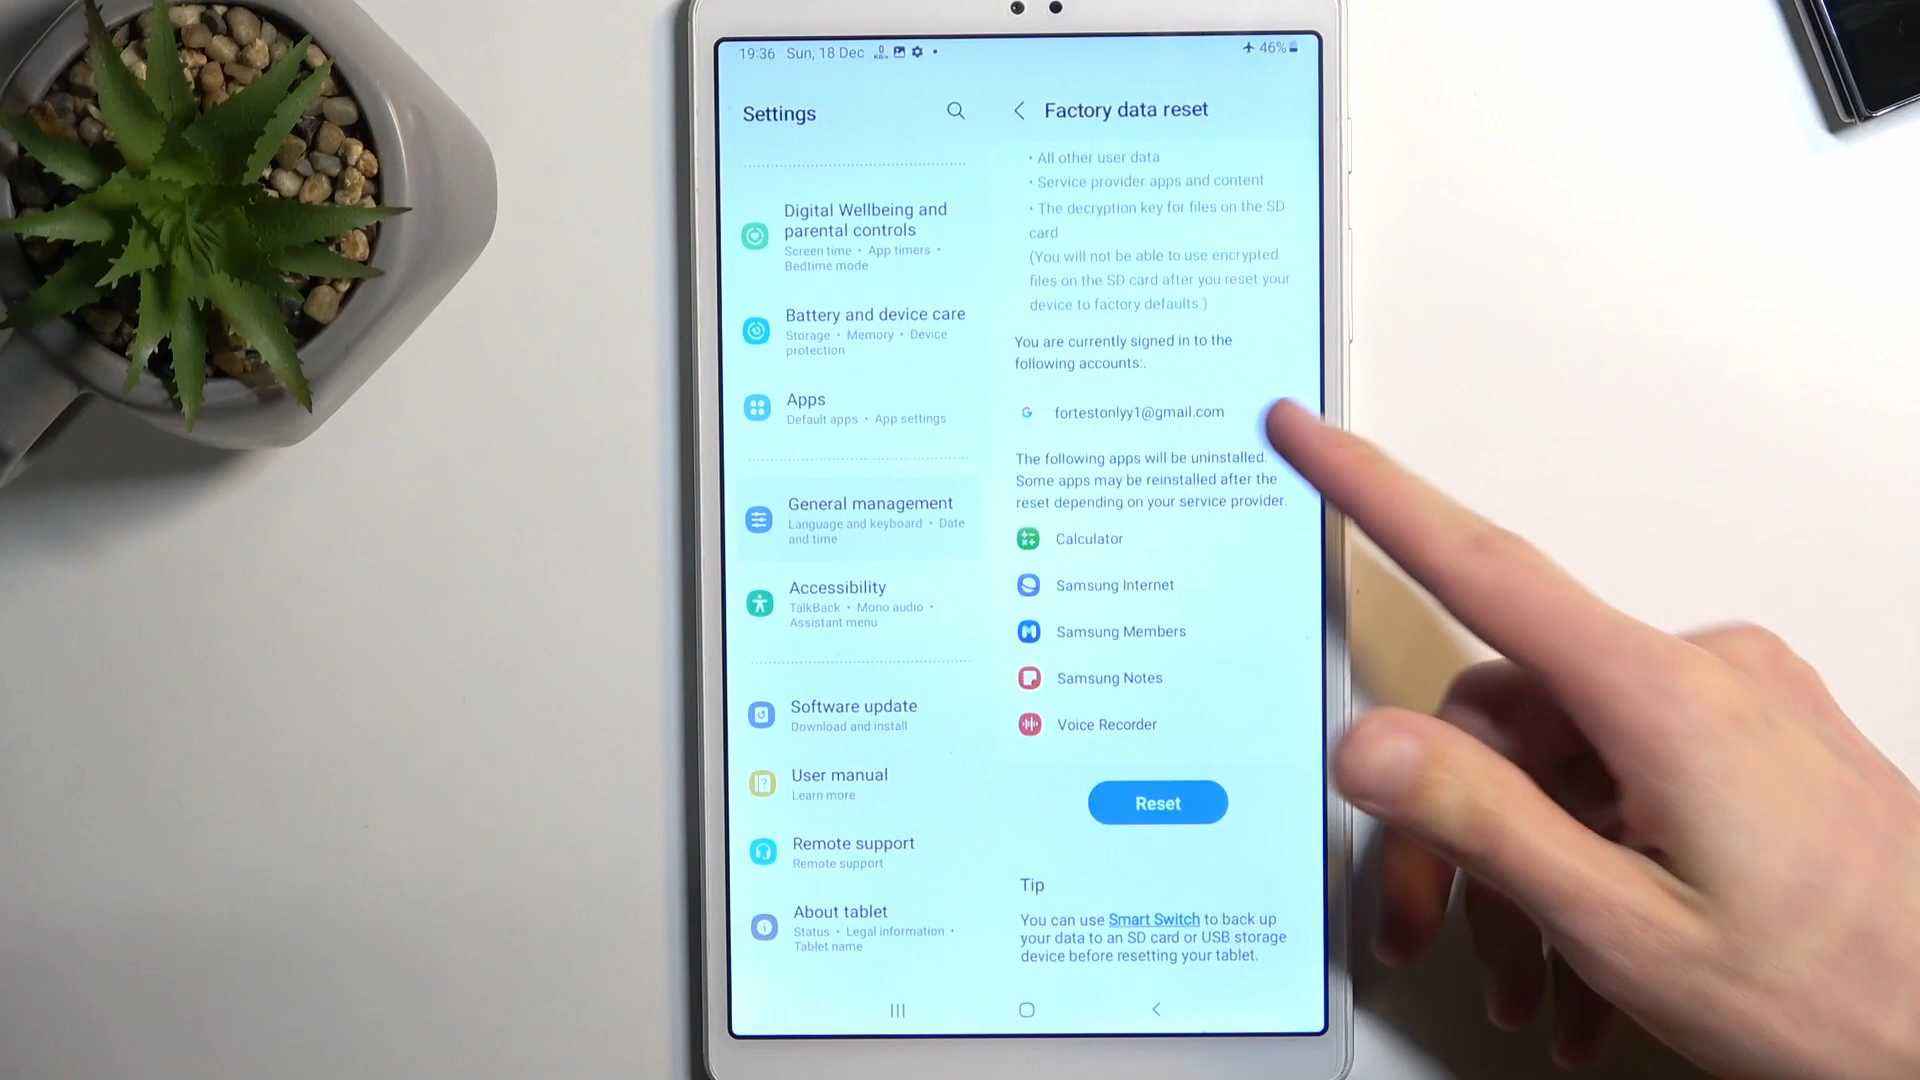 19:36 Sun, 18 Dec
46%
Settings
Digital Wellbeing and
parental controls
Screen time • App timers •
Bedtime mode
Battery and device care
Storage • Memory • Device
protection
Apps
Default apps • App settings
General management
Language and keyboard • Date
and time
Accessibility
TalkBack • Mono audio •
Assistant menu
Software update
Download and install
User manual
Learn more
Remote support
Remote support
About tablet
Status • Legal information •
Tablet name
Factory data reset
• All other user data
• Service provider apps and content
• The decryption key for files on the SD
card
(You will not be able to use encrypted
files on the SD card after you reset your
device to factory defaults.)
You are currently signed in to the
following accounts:.
G fortestonlyy1@gmail.com
The following apps will be uninstalled.
Some apps may be reinstalled after the
reset depending on your service provider.
Calculator
Samsung Internet
Samsung Members
Samsung Notes
Voice Recorder
Reset
Tip
You can use Smart Switch to back up
your data to an SD card or USB storage
device before resetting your tablet.